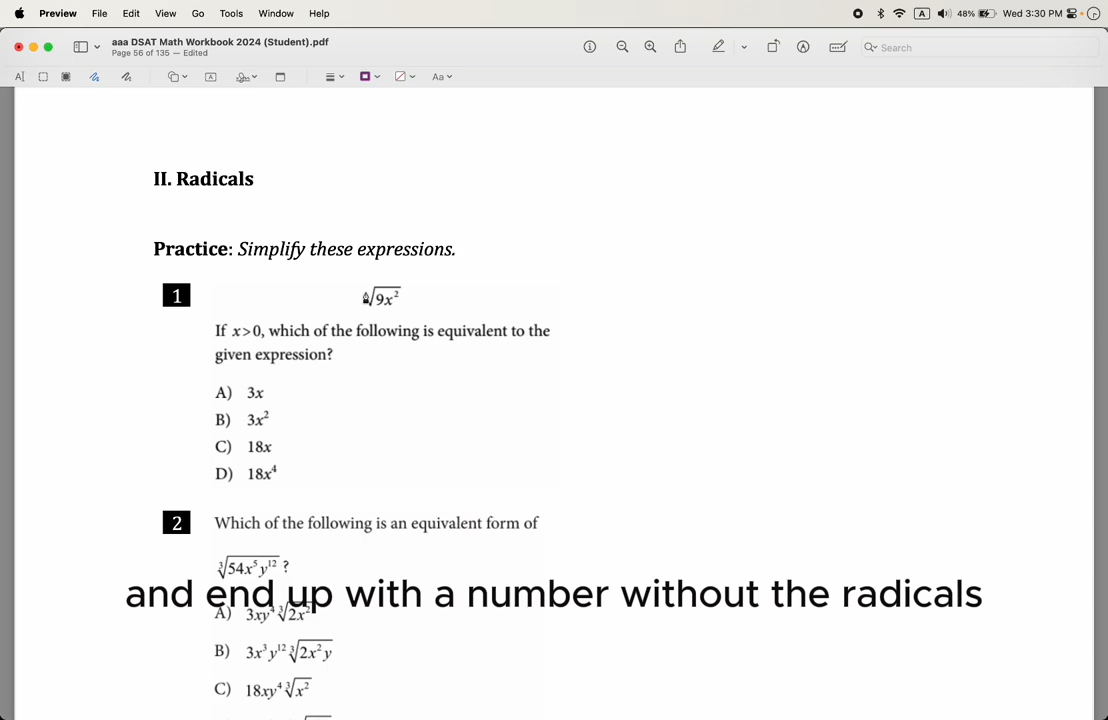 Preview File Edit View Go Tools Window Help 48% Wed 3:30 PM
aaa DSAT Math Workbook 2024 (Student).pdf
Page 56 of 135 — Edited
Search
II. Radicals
Practice: Simplify these expressions.
1
√9x²
If x>0, which of the following is equivalent to the
given expression?
A) 3x
B) 3x²
C) 18x
D) 18x⁴
2 Which of the following is an equivalent form of
∛54x⁵y¹² ?
A) 3xy⁴ ∛2x²
B) 3x³y¹² ∛2x²y
C) 18xy⁴ ∛x²
and end up with a number without the radicals